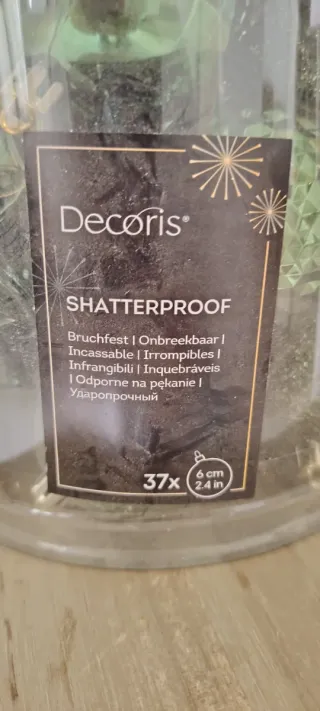 Decoris®
SHATTERPROOF
Bruchfest | Onbreekbaar |
Incassable | Irrompibles |
Infrangibili | Inquebráveis
| Odporne na pękanie |
Ударопрочный
37x
6 cm
2.4 in